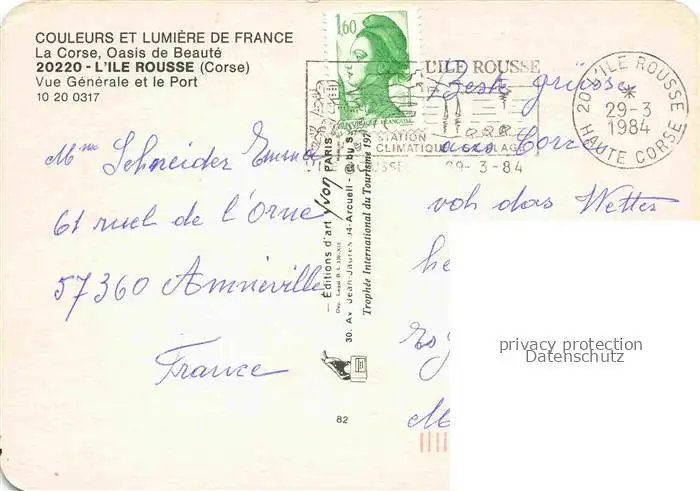 COULEURS ET LUMIÈRE DE FRANCE
La Corse, Oasis de Beauté
20220 - L'ILE ROUSSE (Corse)
Vue Générale et le Port
10 20 0317
1,60
L'ILE ROUSSE
STATION
CLIMATIQUE
29-3-84
20 L'ILE ROUSSE
29-3
1984
HAUTE CORSE
Mme Schneider Emma
61 rue de l'Orne
57360 Amnéville
France
Éditions d'art yvon PARIS
30. Av Jean-Jaurès 94-Arcueil
Trophée International du Tourisme 197
82
Beste grüsse
aus
das Wetter
privacy protection
Datenschutz